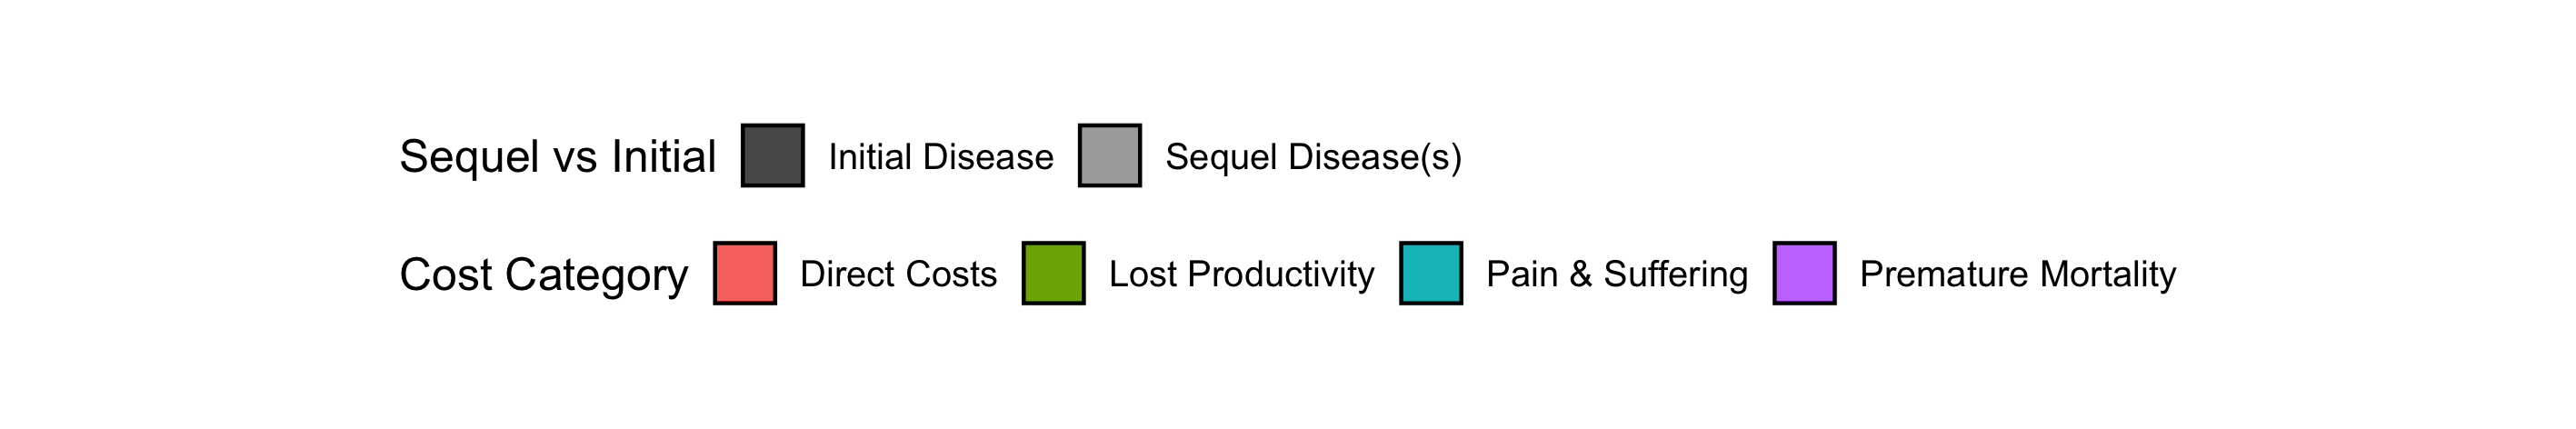 Sequel vs Initial Initial Disease Sequel Disease(s)
Cost Category Direct Costs Lost Productivity Pain & Suffering Premature Mortality